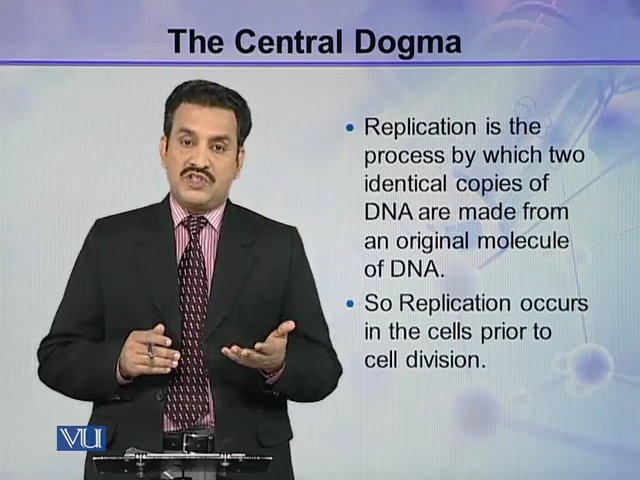 The Central Dogma
Replication is the
process by which two
identical copies of
DNA are made from
an original molecule
of DNA.
So Replication occurs
in the cells prior to
cell division.
VU